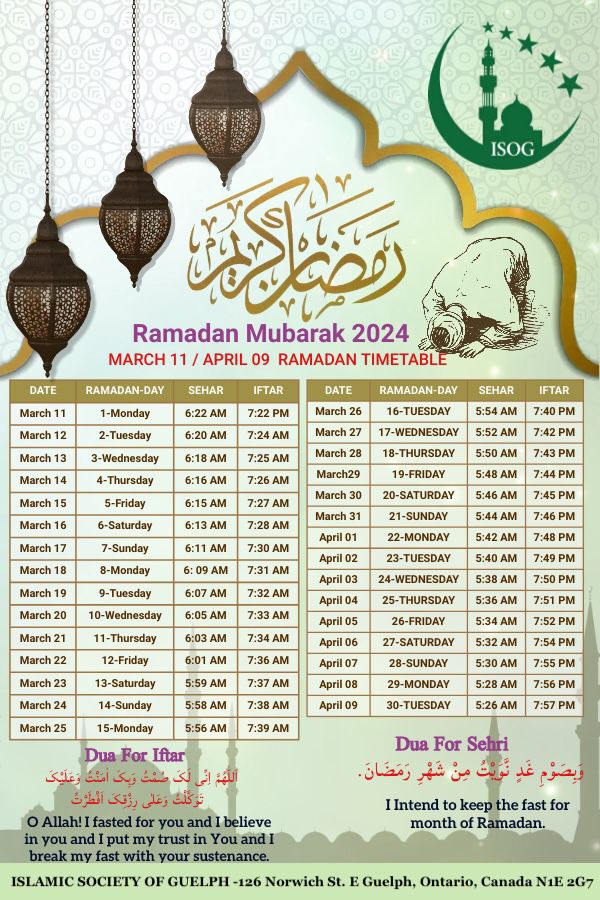 ISOG
رمضان كريم
Ramadan Mubarak 2024
MARCH 11 / APRIL 09 RAMADAN TIMETABLE
DATE RAMADAN-DAY SEHAR IFTAR
March 11 1-Monday 6:22 AM 7:22 PM
March 12 2-Tuesday 6:20 AM 7:24 AM
March 13 3-Wednesday 6:18 AM 7:25 AM
March 14 4-Thursday 6:16 AM 7:26 AM
March 15 5-Friday 6:15 AM 7:27 AM
March 16 6-Saturday 6:13 AM 7:28 AM
March 17 7-Sunday 6:11 AM 7:30 AM
March 18 8-Monday 6: 09 AM 7:31 AM
March 19 9-Tuesday 6:07 AM 7:32 AM
March 20 10-Wednesday 6:05 AM 7:33 AM
March 21 11-Thursday 6:03 AM 7:34 AM
March 22 12-Friday 6:01 AM 7:36 AM
March 23 13-Saturday 5:59 AM 7:37 AM
March 24 14-Sunday 5:58 AM 7:38 AM
March 25 15-Monday 5:56 AM 7:39 AM
DATE RAMADAN-DAY SEHAR IFTAR
March 26 16-TUESDAY 5:54 AM 7:40 PM
March 27 17-WEDNESDAY 5:52 AM 7:42 PM
March 28 18-THURSDAY 5:50 AM 7:43 PM
March29 19-FRIDAY 5:48 AM 7:44 PM
March 30 20-SATURDAY 5:46 AM 7:45 PM
March 31 21-SUNDAY 5:44 AM 7:46 PM
April 01 22-MONDAY 5:42 AM 7:48 PM
April 02 23-TUESDAY 5:40 AM 7:49 PM
April 03 24-WEDNESDAY 5:38 AM 7:50 PM
April 04 25-THURSDAY 5:36 AM 7:51 PM
April 05 26-FRIDAY 5:34 AM 7:52 PM
April 06 27-SATURDAY 5:32 AM 7:54 PM
April 07 28-SUNDAY 5:30 AM 7:55 PM
April 08 29-MONDAY 5:28 AM 7:56 PM
April 09 30-TUESDAY 5:26 AM 7:57 PM
Dua For Iftar
اَللّٰهُمَّ اِنِّى لَكَ صُمْتُ وَبِكَ اٰمَنْتُ وَعَلَيْكَ
تَوَكَّلْتُ وَعَلٰى رِزْقِكَ اَفْطَرْتُ
O Allah! I fasted for you and I believe
in you and I put my trust in You and I
break my fast with your sustenance.
Dua For Sehri
وَبِصَوْمِ غَدٍ نَّوَيْتُ مِنْ شَهْرِ رَمَضَانَ.
I Intend to keep the fast for
month of Ramadan.
ISLAMIC SOCIETY OF GUELPH -126 Norwich St. E Guelph, Ontario, Canada N1E 2G7